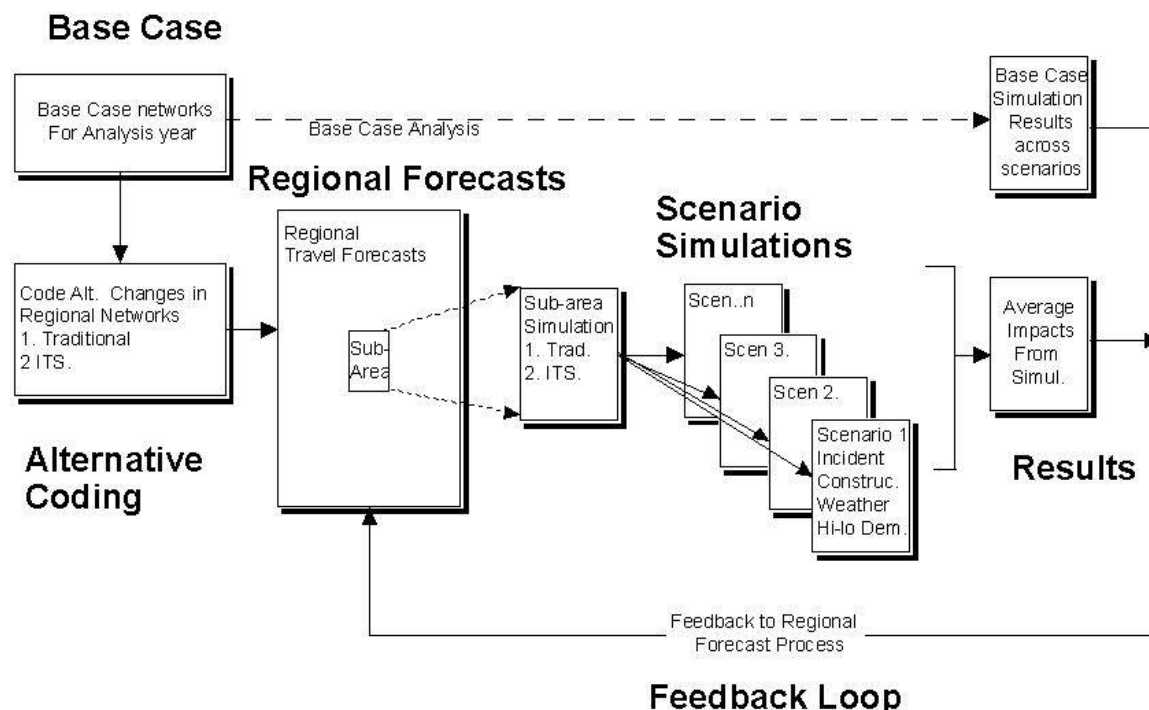 Base Case
Base Case networks
For Analysis year
Base Case Analysis
Base Case
Simulation
Results
across
scenarios
Regional Forecasts
Regional
Travel Forecasts
Sub-
Area
Scenario
Simulations
Code Alt. Changes in
Regional Networks
1. Traditional
2 ITS.
Sub-area
Simulation
1. Trad.
2. ITS.
Scen..n
Scen 3.
Scen 2.
Scenario 1
Incident
Construc.
Weather
Hi-lo Dem.
Average
Impacts
From
Simul.
Alternative
Coding
Results
Feedback to Regional
Forecast Process
Feedback Loop